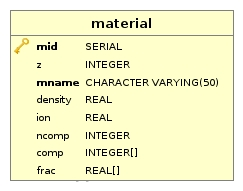 material
mid SERIAL
z INTEGER
mname CHARACTER VARYING(50)
density REAL
ion REAL
ncomp INTEGER
comp INTEGER[]
frac REAL[]